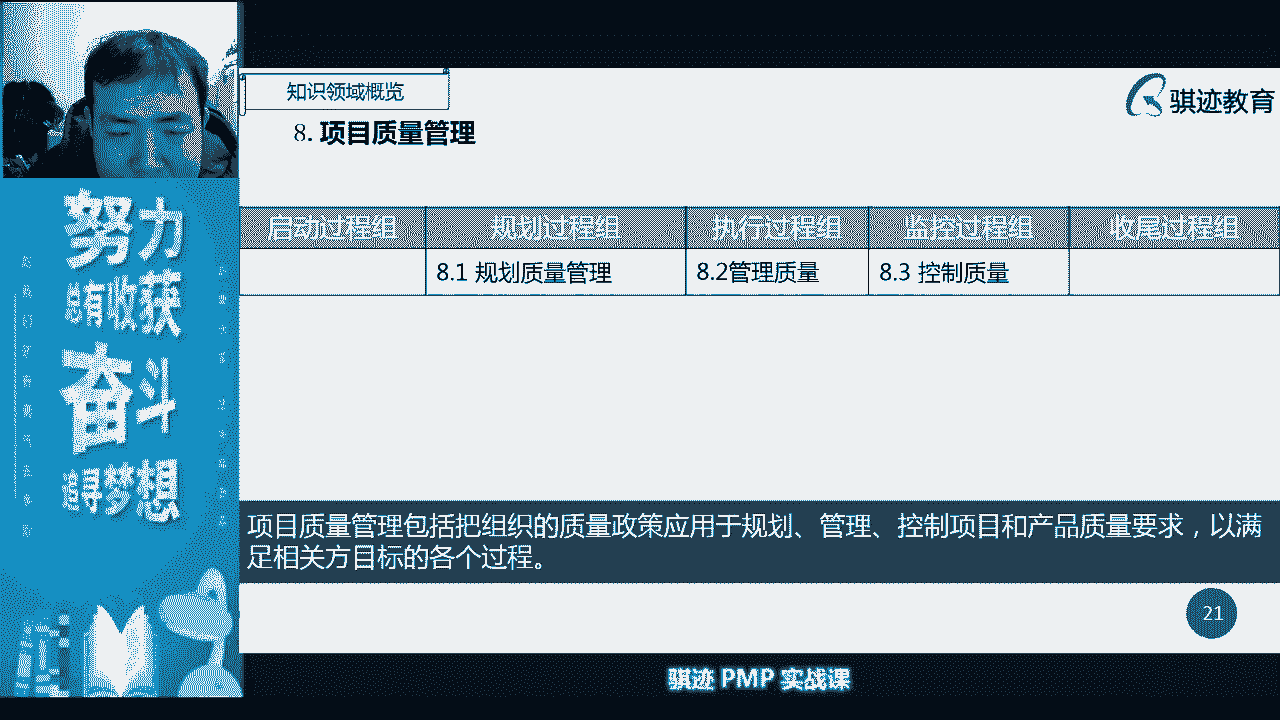 知识领域概览
骐迹教育
8. 项目质量管理
努力
总有收获
奋斗
追寻梦想
启动过程组 规划过程组 执行过程组 监控过程组 收尾过程组
8.1 规划质量管理 8.2管理质量 8.3 控制质量
项目质量管理包括把组织的质量政策应用于规划、管理、控制项目和产品质量要求，以满
足相关方目标的各个过程。
21
骐迹 PMP 实战课